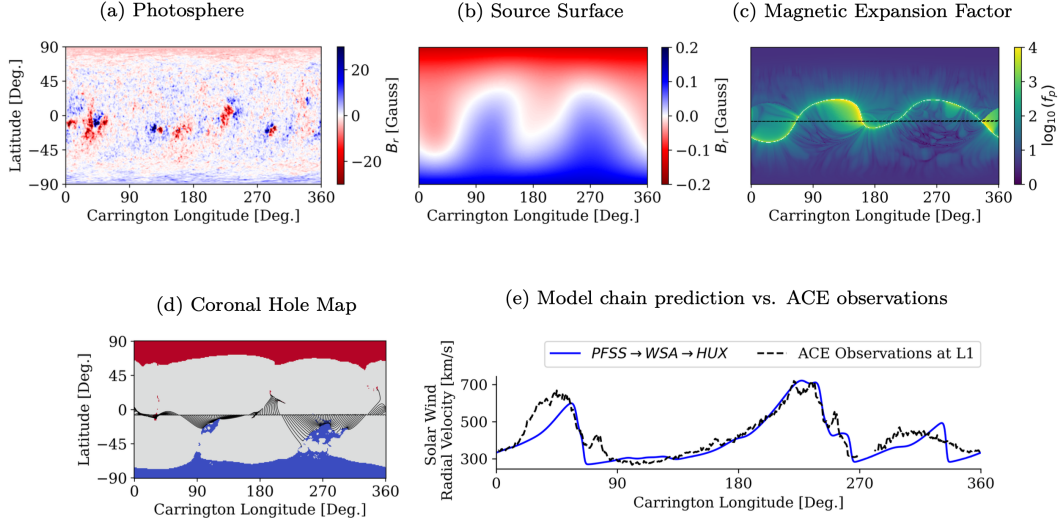 (a) Photosphere
(b) Source Surface
(c) Magnetic Expansion Factor
90
45
0
−45
−90
Latitude [Deg.]
0 90 180 270 360
Carrington Longitude [Deg.]
20
0
−20
B_r [Gauss]
0 90 180 270 360
Carrington Longitude [Deg.]
0.2
0.1
0.0
−0.1
−0.2
B_r [Gauss]
0 90 180 270 360
Carrington Longitude [Deg.]
4
3
2
1
0
log₁₀(f_p)
(d) Coronal Hole Map
90
45
0
−45
−90
Latitude [Deg.]
0 90 180 270 360
Carrington Longitude [Deg.]
(e) Model chain prediction vs. ACE observations
PFSS→WSA→HUX
ACE Observations at L1
700
500
300
Solar Wind
Radial Velocity [km/s]
0 90 180 270 360
Carrington Longitude [Deg.]